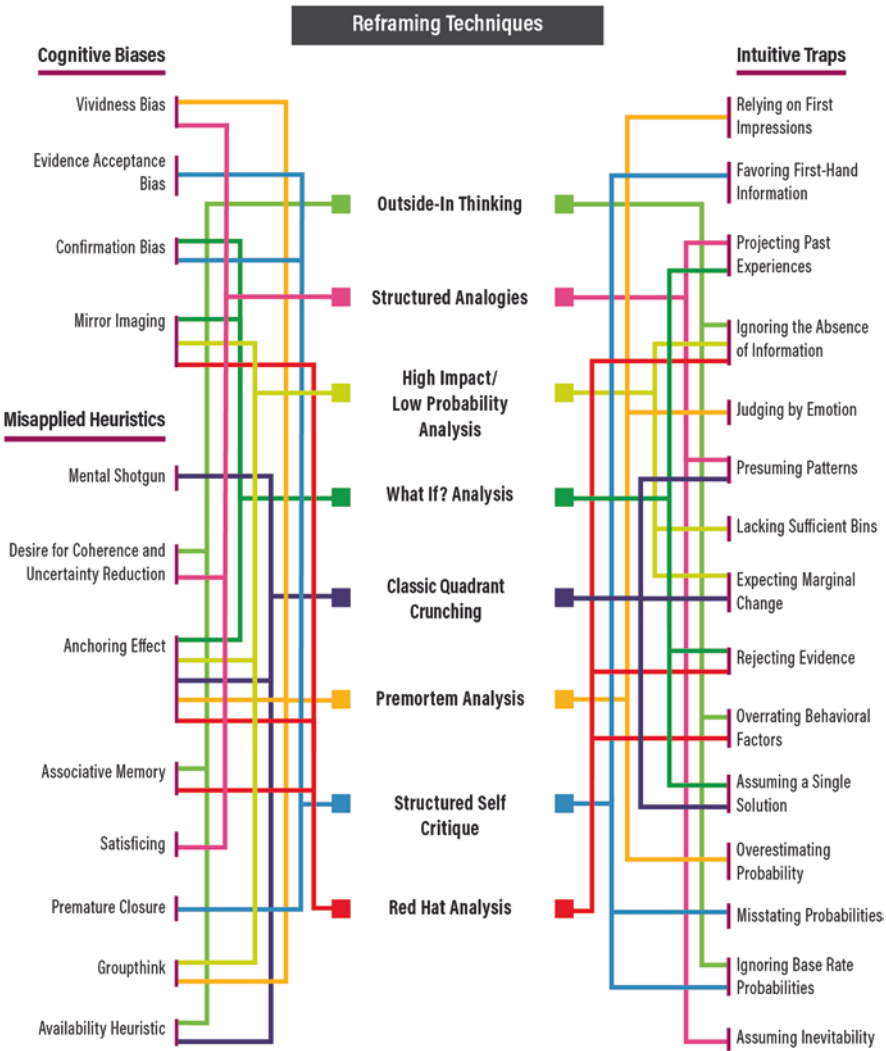 Reframing Techniques
Cognitive Biases
Vividness Bias
Evidence Acceptance
Bias
Confirmation Bias
Mirror Imaging
Misapplied Heuristics
Mental Shotgun
Desire for Coherence and
Uncertainty Reduction
Anchoring Effect
Associative Memory
Satisficing
Premature Closure
Groupthink
Availability Heuristic
Outside-In Thinking
Structured Analogies
High Impact/
Low Probability
Analysis
What If? Analysis
Classic Quadrant
Crunching
Premortem Analysis
Structured Self
Critique
Red Hat Analysis
Intuitive Traps
Relying on First
Impressions
Favoring First-Hand
Information
Projecting Past
Experiences
Ignoring the Absence
of Information
Judging by Emotion
Presuming Patterns
Lacking Sufficient Bins
Expecting Marginal
Change
Rejecting Evidence
Overrating Behavioral
Factors
Assuming a Single
Solution
Overestimating
Probability
Misstating Probabilities
Ignoring Base Rate
Probabilities
Assuming Inevitability